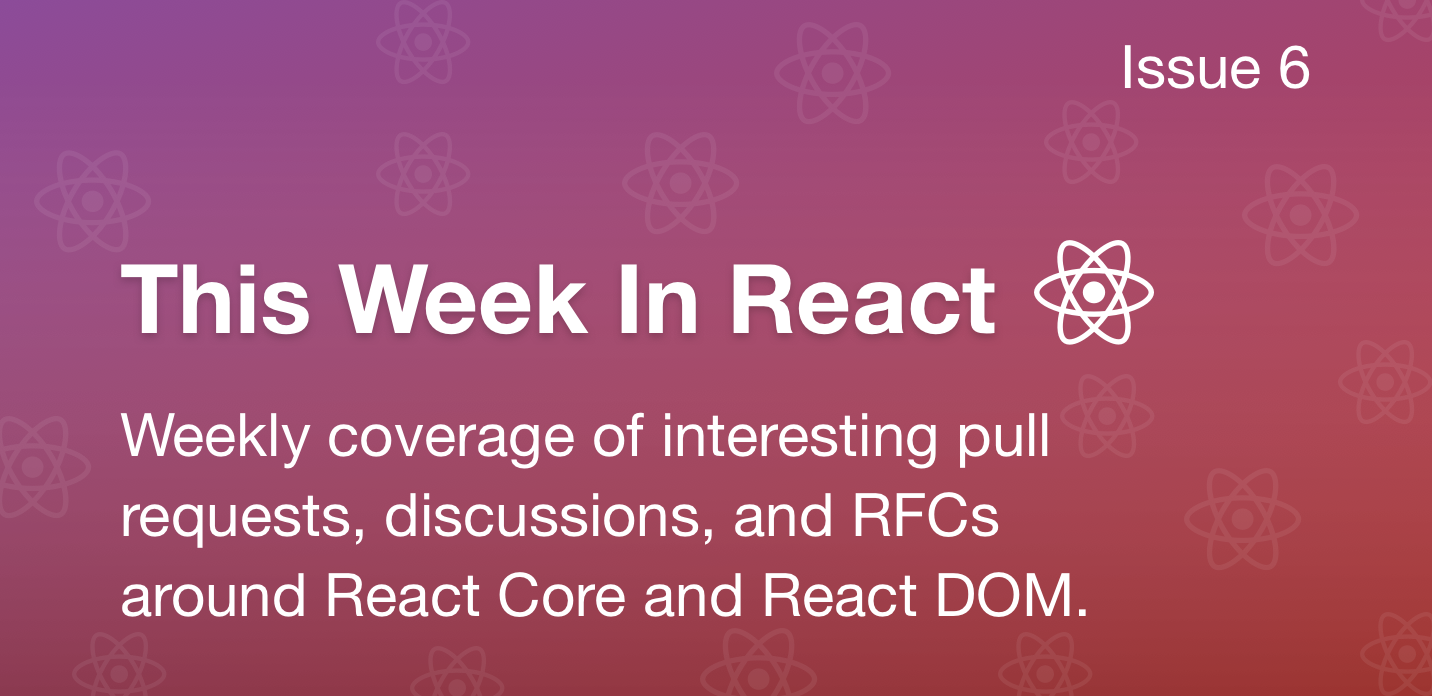 Issue 6
This Week In React
Weekly coverage of interesting pull
requests, discussions, and RFCs
around React Core and React DOM.